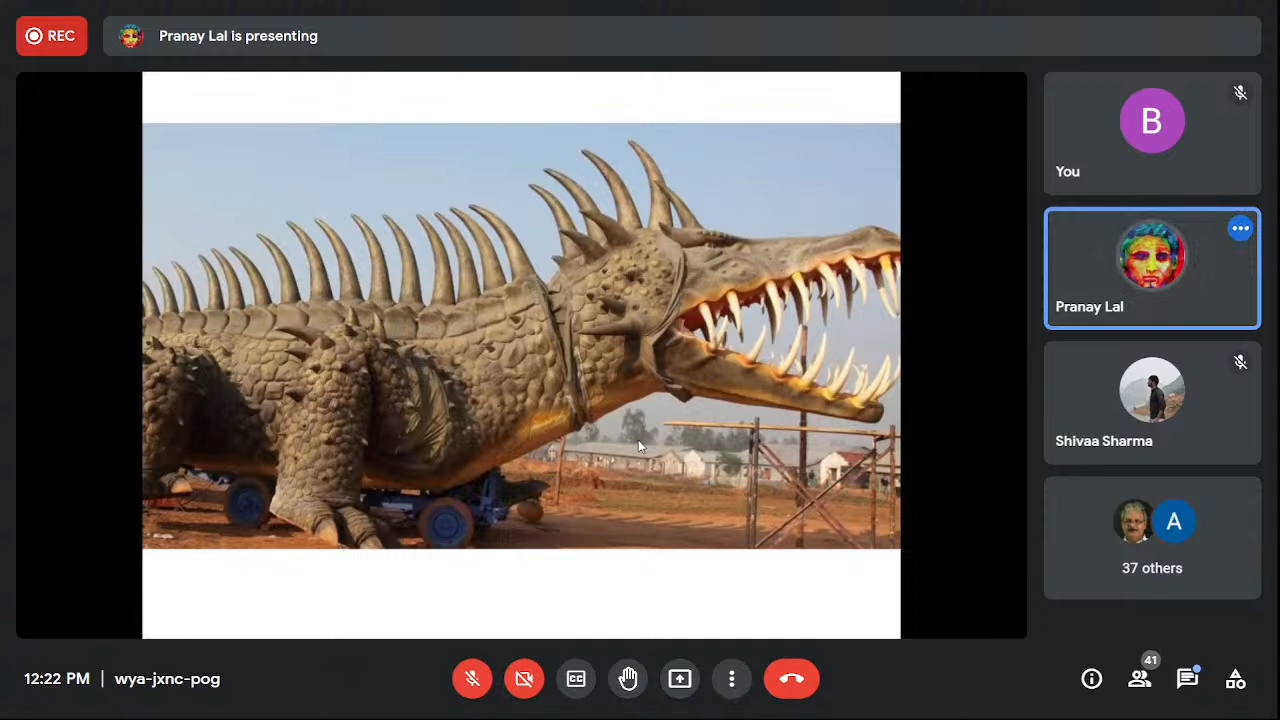 REC
Pranay Lal is presenting
B
You
Pranay Lal
Shivaa Sharma
A
37 others
12:22 PM | wya-jxnc-pog
CC
41